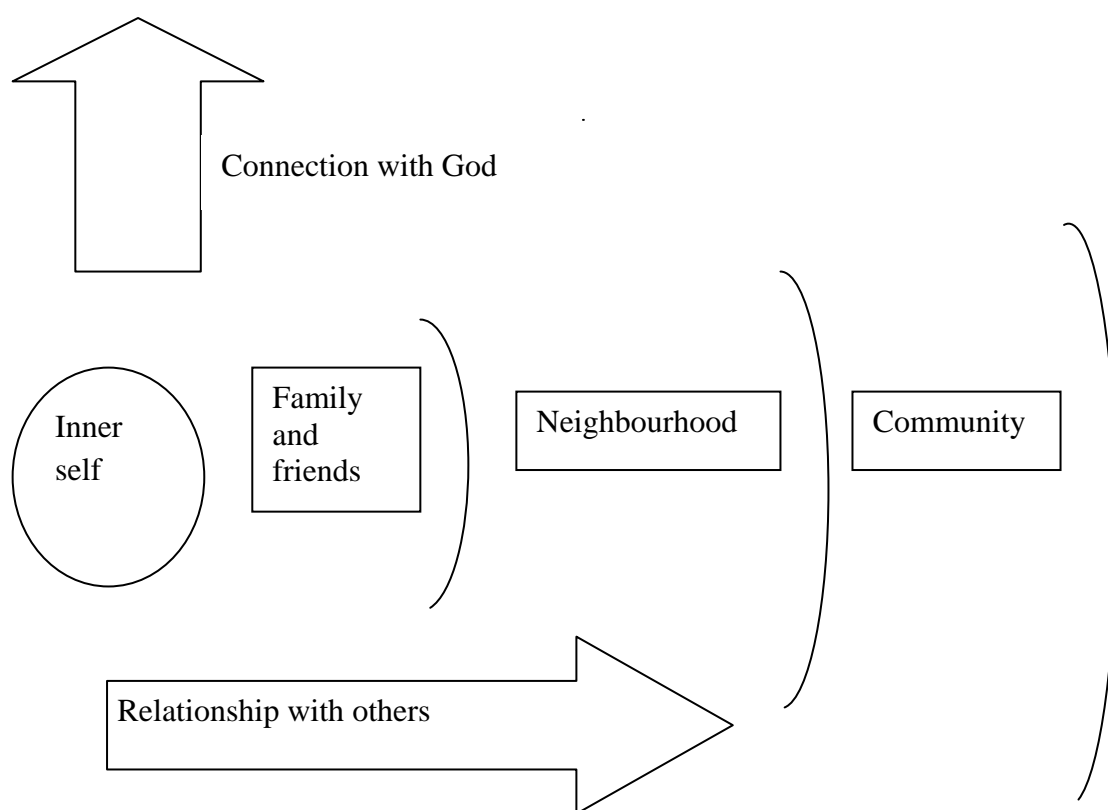 Connection with God
Inner
self
Family
and
friends
Neighbourhood
Community
Relationship with others